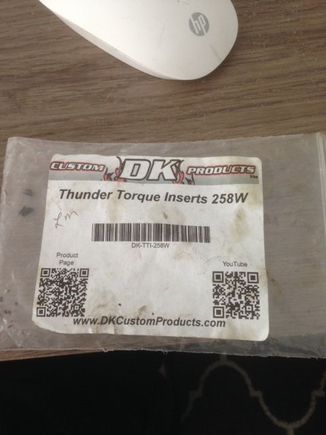 hp
CUSTOM DK PRODUCTS
Thunder Torque Inserts 258W
DK-TTI-258W
Product
Page
YouTube
www.DKCustomProducts.com